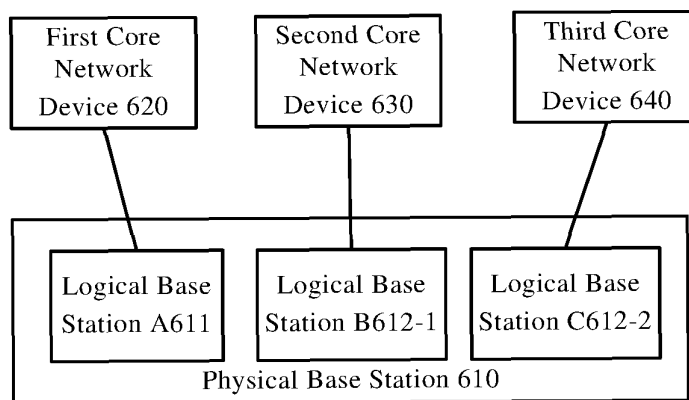 First Core
Network
Device 620
Second Core
Network
Device 630
Third Core
Network
Device 640
Logical Base
Station A611
Logical Base
Station B612-1
Logical Base
Station C612-2
Physical Base Station 610